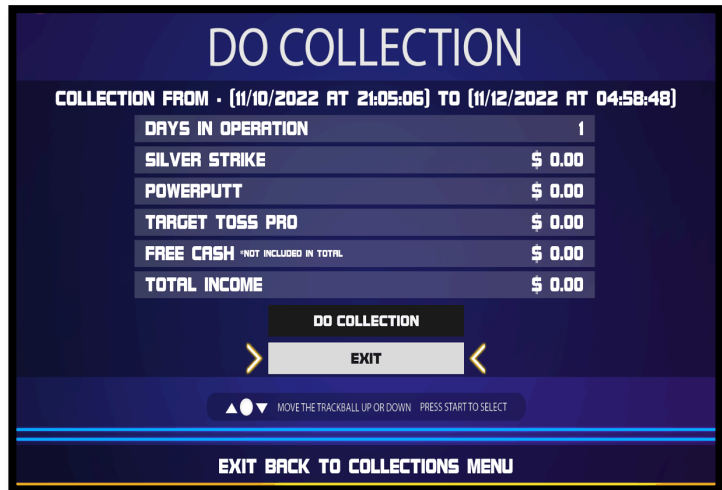 DO COLLECTION
COLLECTION FROM - (11/10/2022 AT 21:05:06) TO (11/12/2022 AT 04:58:48)
DAYS IN OPERATION 1
SILVER STRIKE $ 0.00
POWERPUTT $ 0.00
TARGET TOSS PRO $ 0.00
FREE CASH *NOT INCLUDED IN TOTAL $ 0.00
TOTAL INCOME $ 0.00
DO COLLECTION
EXIT
MOVE THE TRACKBALL UP OR DOWN PRESS START TO SELECT
EXIT BACK TO COLLECTIONS MENU